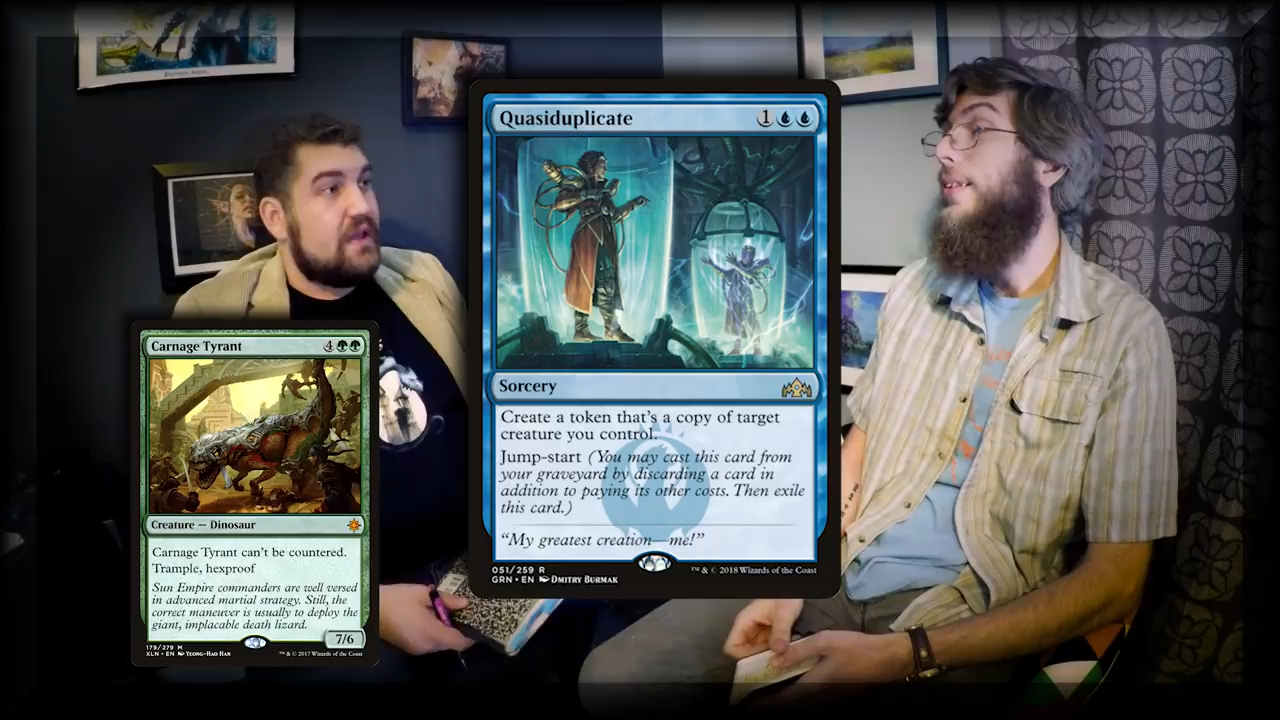 Quasiduplicate 1
Sorcery
Create a token that's a copy of target
creature you control.
Jump-start (You may cast this card from
your graveyard by discarding a card in
addition to paying its other costs. Then exile
this card.)
“My greatest creation—me!”
051/259 R
GRN • EN Dmitry Burmak
™ & © 2018 Wizards of the Coast
Carnage Tyrant 4
Creature — Dinosaur
Carnage Tyrant can't be countered.
Trample, hexproof
Sun Empire commanders are well versed
in advanced martial strategy. Still, the
correct maneuver is usually to deploy the
giant, implacable death lizard.
7/6
179/279 M
XLN • EN Yeong-Hao Han
™ & © 2017 Wizards of the Coast